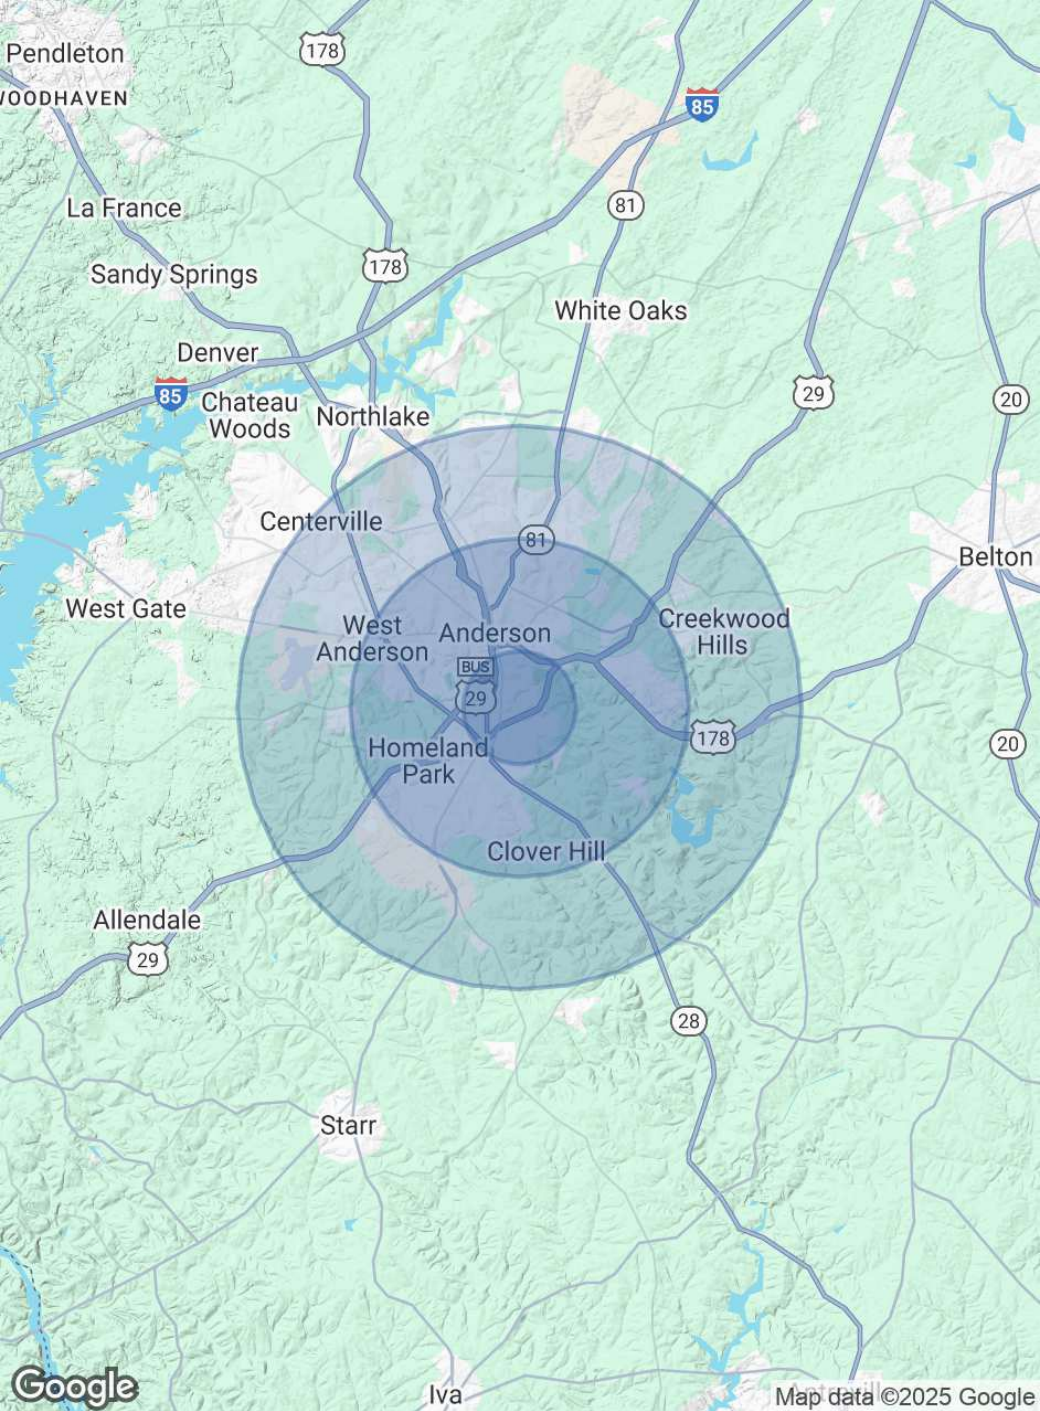 178
Pendleton
WOODHAVEN
85
La France
81
Sandy Springs
178
White Oaks
Denver
85
29
20
Chateau
Woods
Northlake
Centerville
81
Belton
West Gate
West
Anderson
Anderson
Creekwood
Hills
BUS
29
178
20
Homeland
Park
Clover Hill
Allendale
29
28
Starr
Iva
Google
Map data ©2025 Google